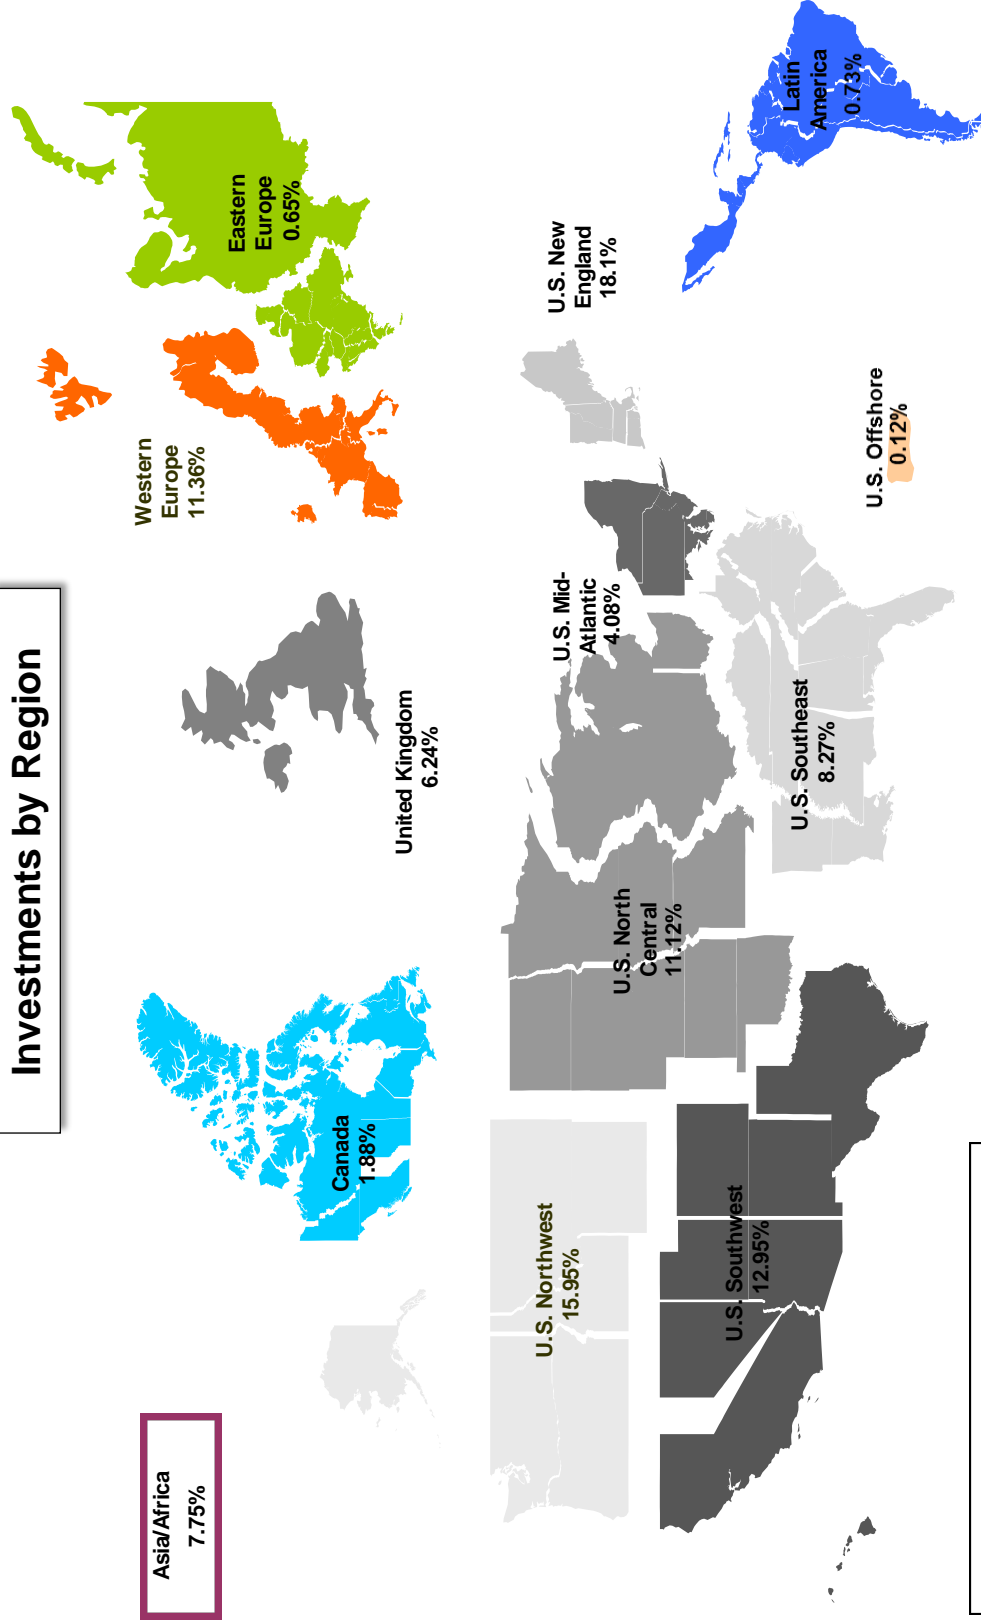 Investments by Region
Asia/Africa
7.75%
Canada
1.88%
United Kingdom
6.24%
Western
Europe
11.36%
Eastern
Europe
0.65%
U.S. Northwest
15.95%
U.S. North
Central
11.12%
U.S. Mid-
Atlantic
4.08%
U.S. New
England
18.1%
U.S. Southwest
12.95%
U.S. Southeast
8.27%
U.S. Offshore
0.12%
Latin
America
0.73%